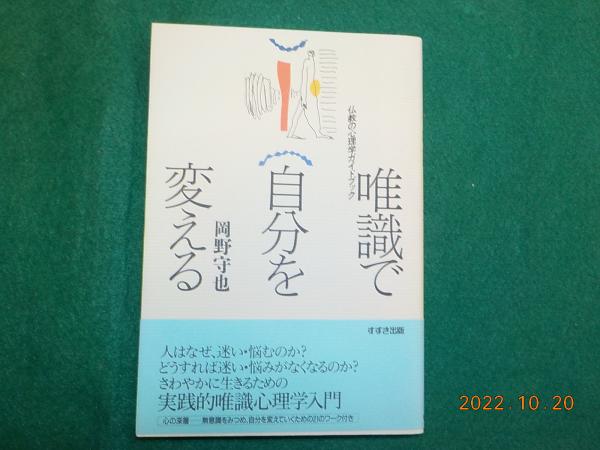 仏教の心理学ガイドブック
唯識で
自分を
変える
岡野守也
すずき出版
人はなぜ、迷い・悩むのか?
どうすれば迷い・悩みがなくなるのか?
さわやかに生きるための
実践的唯識心理学入門
心の深層——無意識をみつめ、自分を変えていくための21のワーク付き
2022.10.20